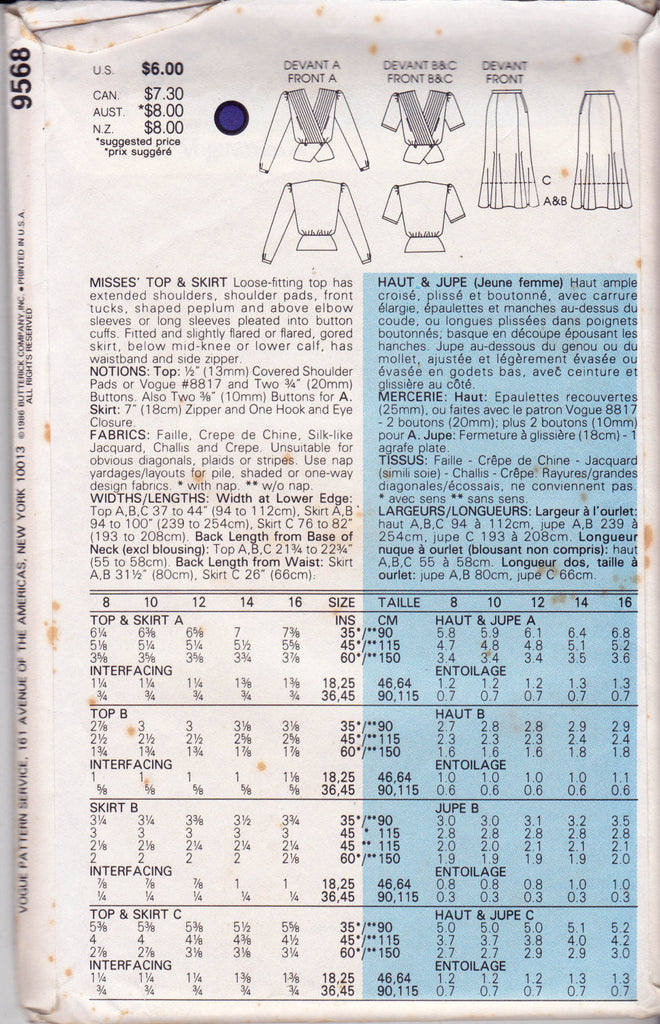 9568
VOGUE PATTERN SERVICE, 161 AVENUE OF THE AMERICAS, NEW YORK 10013 ©1986 BUTTERICK COMPANY, INC. • PRINTED IN U.S.A.
ALL RIGHTS RESERVED
U.S. $6.00
CAN. $7.30
AUST. *$8.00
N.Z. $8.00
*suggested price
*prix suggéré
DEVANT A
FRONT A
DEVANT B&C
FRONT B&C
DEVANT
FRONT
C
A&B
MISSES' TOP & SKIRT Loose-fitting top has
extended shoulders, shoulder pads, front
tucks, shaped peplum and above elbow
sleeves or long sleeves pleated into button
cuffs. Fitted and slightly flared or flared, gored
skirt, below mid-knee or lower calf, has
waistband and side zipper.
NOTIONS: Top: ½" (13mm) Covered Shoulder
Pads or Vogue #8817 and Two ¾" (20mm)
Buttons. Also Two ⅜" (10mm) Buttons for A.
Skirt: 7" (18cm) Zipper and One Hook and Eye
Closure.
FABRICS: Faille, Crepe de Chine, Silk-like
Jacquard, Challis and Crepe. Unsuitable for
obvious diagonals, plaids or stripes. Use nap
yardages/layouts for pile, shaded or one-way
design fabrics. * with nap. ** w/o nap.
WIDTHS/LENGTHS: Width at Lower Edge:
Top A,B,C 37 to 44" (94 to 112cm), Skirt A,B
94 to 100" (239 to 254cm), Skirt C 76 to 82"
(193 to 208cm). Back Length from Base of
Neck (excl blousing): Top A,B,C 21¾ to 22¾"
(55 to 58cm). Back Length from Waist: Skirt
A,B 31½" (80cm), Skirt C 26" (66cm).
HAUT & JUPE (Jeune femme) Haut ample
croisé, plissé et boutonné, avec carrure
élargie, épaulettes et manches au-dessus du
coude, ou longues plissées dans poignets
boutonnés; basque en découpe épousant les
hanches. Jupe au-dessous du genou ou du
mollet, ajustée et légèrement évasée ou
évasée en godets bas, avec ceinture et
glissière au côté.
MERCERIE: Haut: Epaulettes recouvertes
(25mm), ou faites avec le patron Vogue 8817
- 2 boutons (20mm); plus 2 boutons (10mm)
pour A. Jupe: Fermeture à glissière (18cm) - 1
agrafe plate.
TISSUS: Faille - Crêpe de Chine - Jacquard
(simili soie) - Challis - Crêpe. Rayures/grandes
diagonales/écossais, ne conviennent pas.
* avec sens ** sans sens.
LARGEURS/LONGUEURS: Largeur à l'ourlet:
haut A,B,C 94 à 112cm, jupe A,B 239 à
254cm, jupe C 193 à 208cm. Longueur
nuque à ourlet (blousant non compris): haut
A,B,C 55 à 58cm. Longueur dos, taille à
ourlet: jupe A,B 80cm, jupe C 66cm.
8 10 12 14 16 SIZE TAILLE 8 10 12 14 16
TOP & SKIRT A INS CM HAUT & JUPE A
6¼ 6⅜ 6⅝ 7 7⅜ 35*/**90 5.8 5.9 6.1 6.4 6.8
5⅛ 5¼ 5¼ 5½ 5⅝ 45*/**115 4.7 4.8 4.8 5.1 5.2
3⅝ 3⅝ 3⅝ 3¾ 3⅞ 60*/**150 3.4 3.4 3.4 3.5 3.6
INTERFACING ENTOILAGE
1¼ 1¼ 1¼ 1⅜ 1⅜ 18,25 46,64 1.2 1.2 1.2 1.3 1.3
¾ ¾ ¾ ¾ ¾ 36,45 90,115 0.7 0.7 0.7 0.7 0.7
TOP B HAUT B
2⅞ 3 3 3⅛ 3⅛ 35*/**90 2.7 2.8 2.8 2.9 2.9
2½ 2½ 2½ 2⅝ 2⅝ 45*/**115 2.3 2.3 2.3 2.4 2.4
1¾ 1¾ 1¾ 1⅞ 1⅞ 60*/**150 1.6 1.6 1.6 1.8 1.8
INTERFACING ENTOILAGE
1 1 1 1 1⅛ 18,25 46,64 1.0 1.0 1.0 1.0 1.1
⅝ ⅝ ⅝ ⅝ ⅝ 36,45 90,115 0.6 0.6 0.6 0.6 0.6
SKIRT B JUPE B
3¼ 3¼ 3⅜ 3½ 3¾ 35*/**90 3.0 3.0 3.1 3.2 3.5
3 3 3 3 3 45 * 115 2.8 2.8 2.8 2.8 2.8
2⅛ 2⅛ 2¼ 2¼ 2¼ 45 ** 115 2.0 2.0 2.1 2.1 2.1
2 2 2 2 2⅛ 60*/**150 1.9 1.9 1.9 1.9 2.0
INTERFACING ENTOILAGE
⅞ ⅞ ⅞ 1 1 18,25 46,64 0.8 0.8 0.8 1.0 1.0
¼ ¼ ¼ ¼ ¼ 36,45 90,115 0.3 0.3 0.3 0.3 0.3
TOP & SKIRT C HAUT & JUPE C
5⅜ 5⅜ 5⅜ 5½ 5⅝ 35*/**90 5.0 5.0 5.0 5.1 5.2
4 4 4⅛ 4⅜ 4½ 45*/**115 3.7 3.7 3.8 4.0 4.2
2⅞ 2⅞ 3⅛ 3⅛ 3¼ 60*/**150 2.7 2.7 2.9 2.9 3.0
INTERFACING ENTOILAGE
1¼ 1¼ 1¼ 1⅜ 1⅜ 18,25 46,64 1.2 1.2 1.2 1.3 1.3
¾ ¾ ¾ ¾ ¾ 36,45 90,115 0.7 0.7 0.7 0.7 0.7